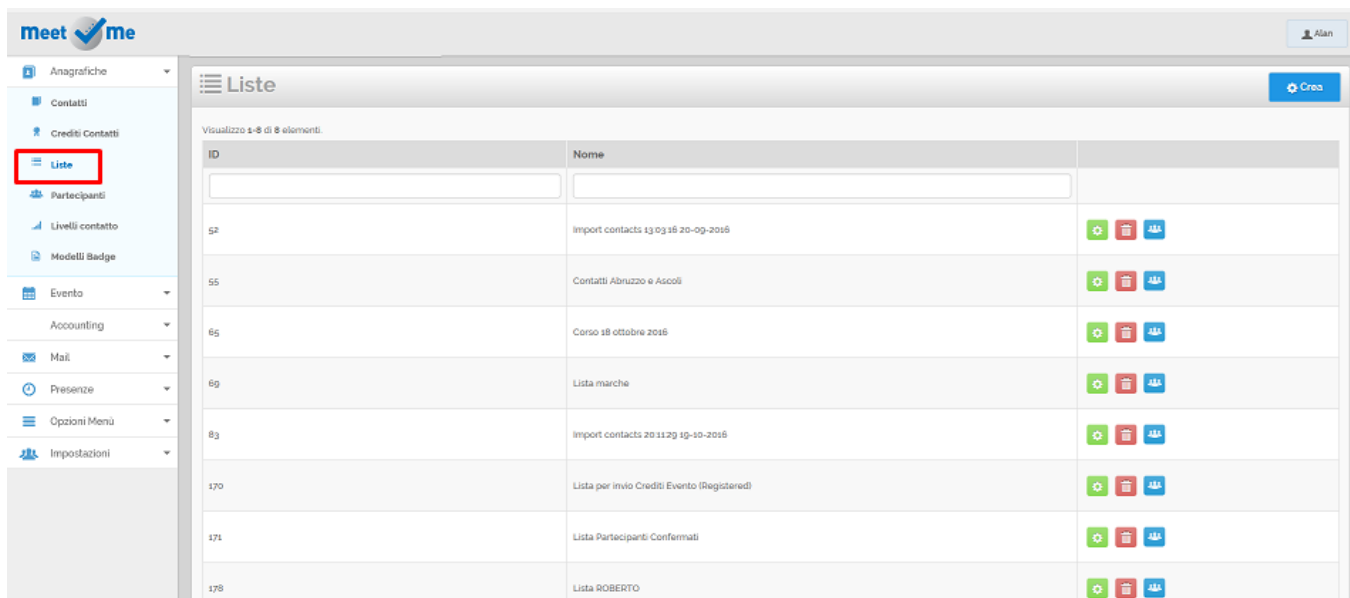 meet me
Alan
Anagrafiche
Contatti
Crediti Contatti
Liste
Partecipanti
Livelli contatto
Modelli Badge
Evento
Accounting
Mail
Presenze
Opzioni Menù
Impostazioni
Liste
Crea
Visualizzo 1-8 di 8 elementi.
ID Nome
52 Import contacts 13:03:16 20-09-2016
55 Contatti Abruzzo e Ascoli
65 Corso 18 ottobre 2016
69 Lista marche
83 Import contacts 20:11:29 19-10-2016
170 Lista per invio Crediti Evento (Registered)
171 Lista Partecipanti Confermati
178 Lista ROBERTO